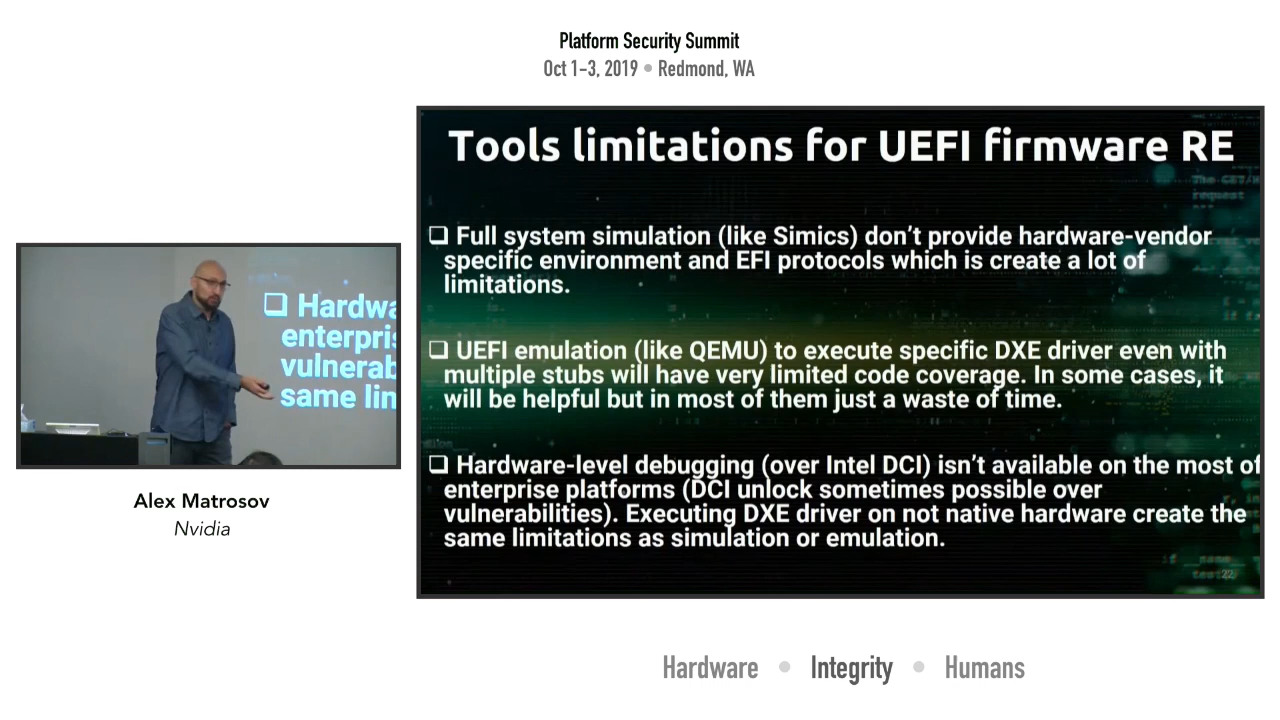 Platform Security Summit
Oct 1-3, 2019 • Redmond, WA
Tools limitations for UEFI firmware RE
❑ Full system simulation (like Simics) don't provide hardware-vendor
specific environment and EFI protocols which is create a lot of
limitations.
❑ UEFI emulation (like QEMU) to execute specific DXE driver even with
multiple stubs will have very limited code coverage. In some cases, it
will be helpful but in most of them just a waste of time.
❑ Hardware-level debugging (over Intel DCI) isn't available on the most of
enterprise platforms (DCI unlock sometimes possible over
vulnerabilities). Executing DXE driver on not native hardware create the
same limitations as simulation or emulation.
22
❑ Hardwa
enterpri
vulnerab
same lin
Alex Matrosov
Nvidia
Hardware • Integrity • Humans